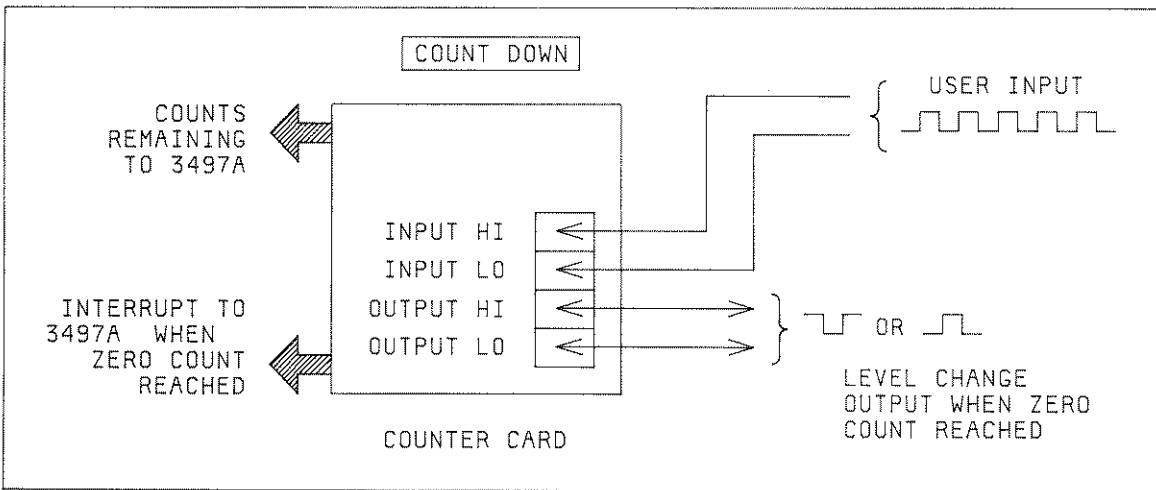 COUNT DOWN
COUNTS
REMAINING
TO 3497A
USER INPUT
INPUT HI
INPUT LO
OUTPUT HI
OUTPUT LO
INTERRUPT TO
3497A WHEN
ZERO COUNT
REACHED
OR
LEVEL CHANGE
OUTPUT WHEN ZERO
COUNT REACHED
COUNTER CARD